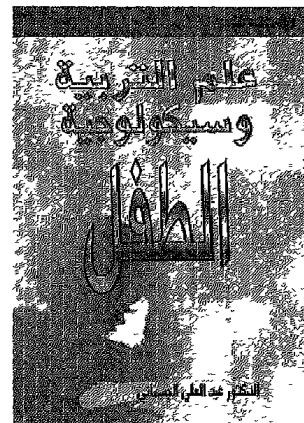 علم التربية
وسيكولوجية
الطفل
الدكتور عبد العلي الجسماني